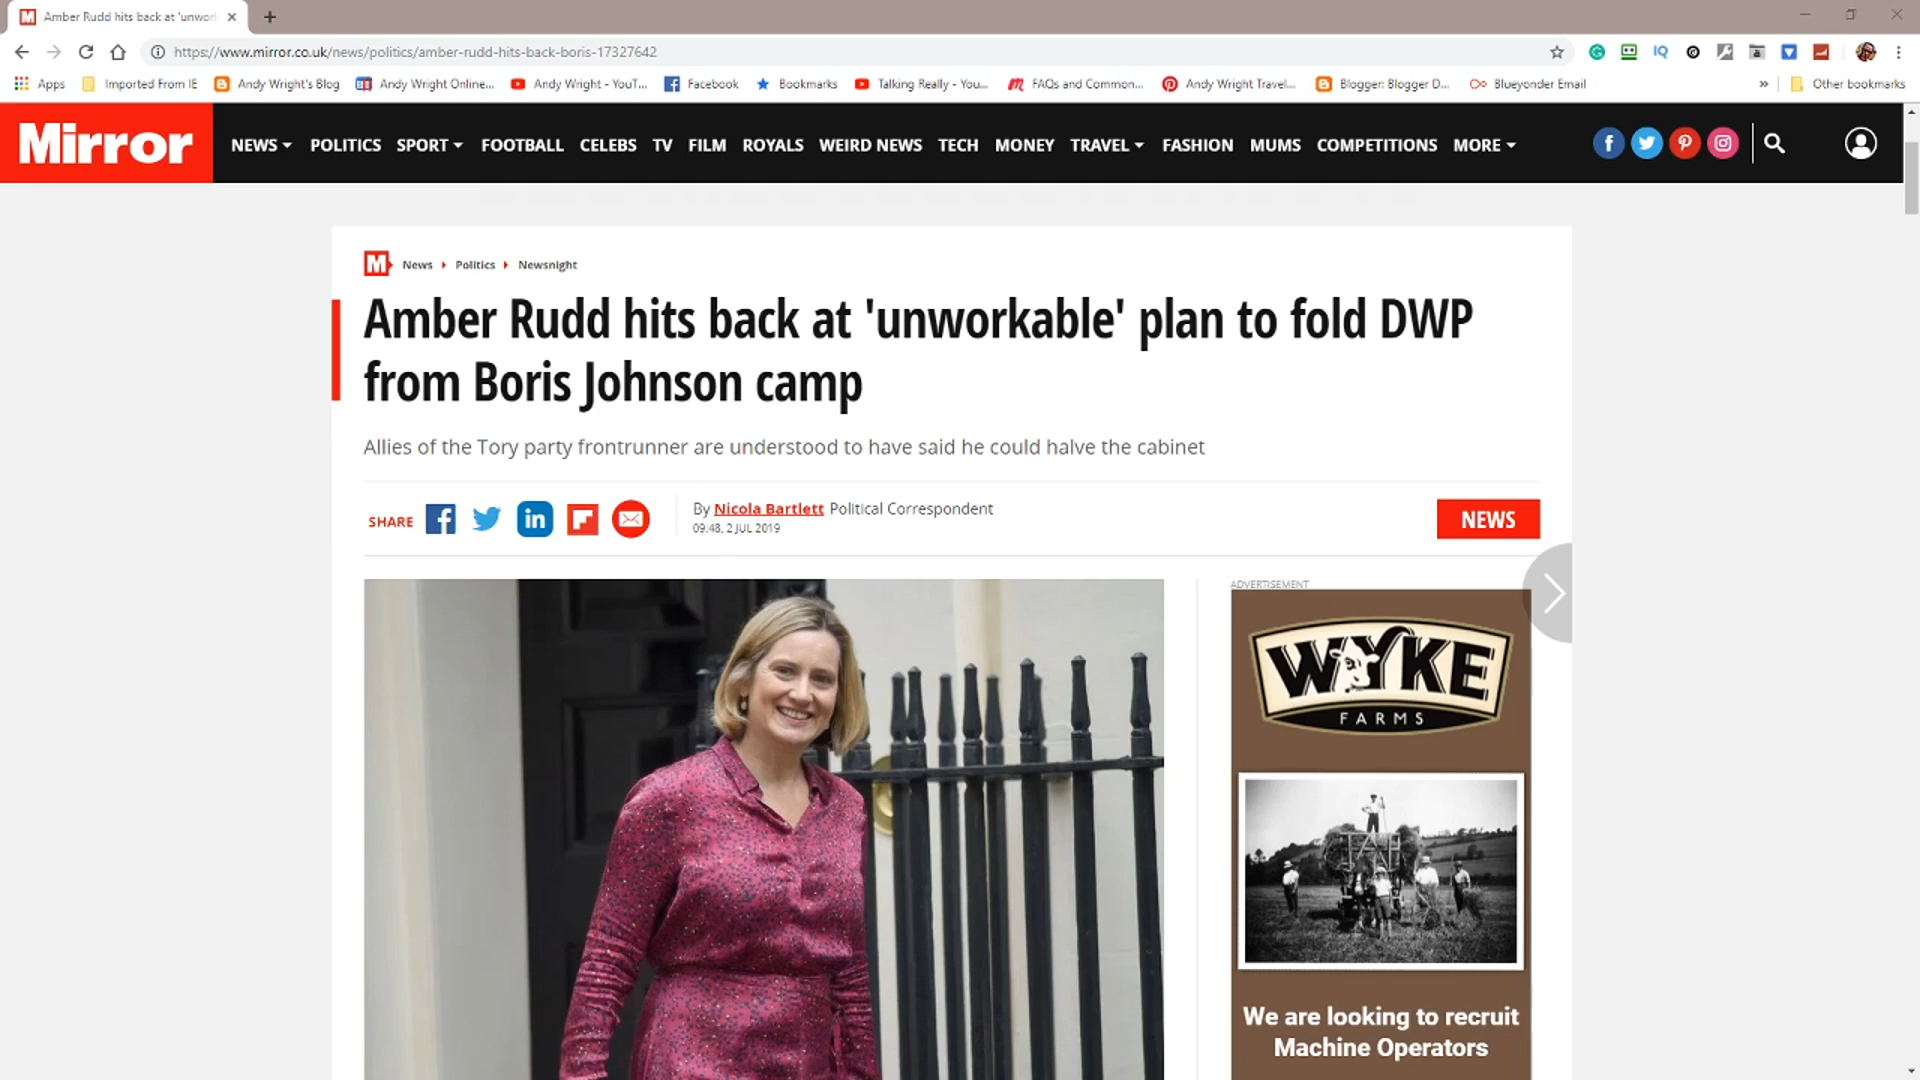 Amber Rudd hits back at 'unwor
https://www.mirror.co.uk/news/politics/amber-rudd-hits-back-boris-17327642
Apps
Imported From IE
Andy Wright's Blog
Andy Wright Online...
Andy Wright - YouT...
Facebook
Bookmarks
Talking Really - You...
FAQs and Common...
Andy Wright Travel...
Blogger: Blogger D...
Blueyonder Email
»
Other bookmarks
Mirror
NEWS
POLITICS
SPORT
FOOTBALL
CELEBS
TV
FILM
ROYALS
WEIRD NEWS
TECH
MONEY
TRAVEL
FASHION
MUMS
COMPETITIONS
MORE
M News Politics Newsnight
Amber Rudd hits back at 'unworkable' plan to fold DWP
from Boris Johnson camp
Allies of the Tory party frontrunner are understood to have said he could halve the cabinet
SHARE
By Nicola Bartlett Political Correspondent
09:48, 2 JUL 2019
NEWS
ADVERTISEMENT
WYKE
FARMS
We are looking to recruit
Machine Operators